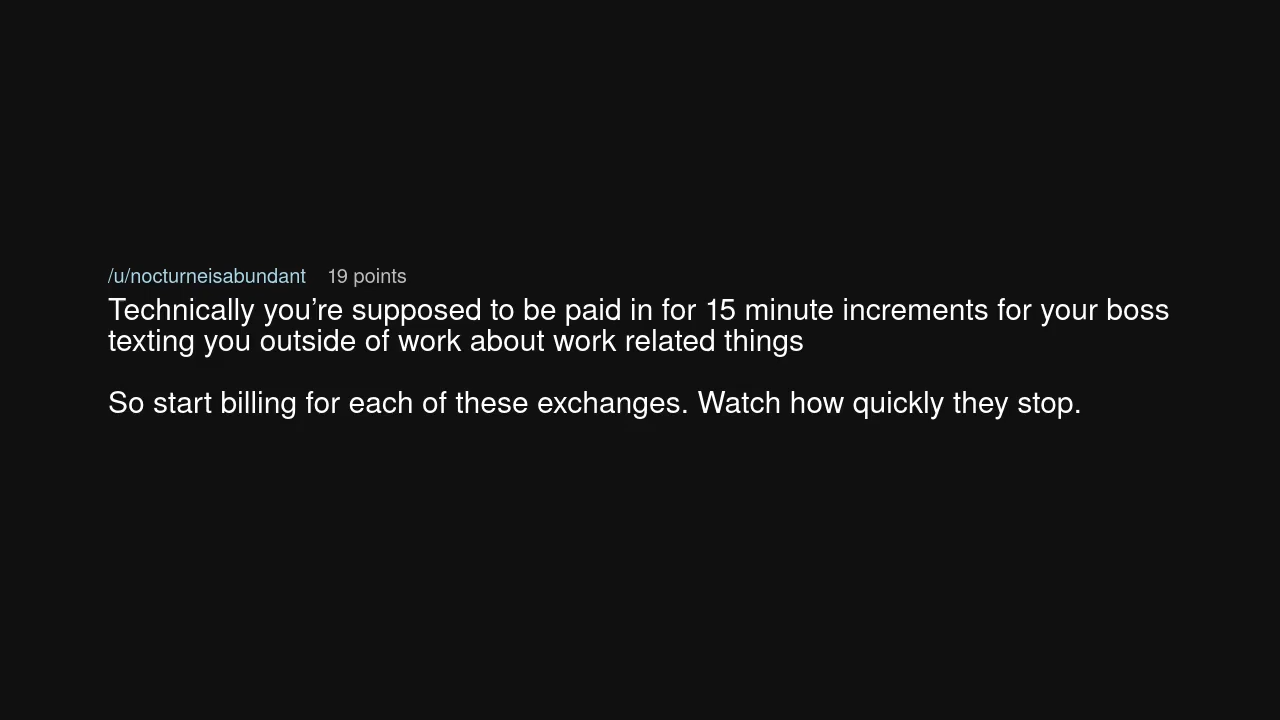 /u/nocturneisabundant 19 points
Technically you’re supposed to be paid in for 15 minute increments for your boss
texting you outside of work about work related things
So start billing for each of these exchanges. Watch how quickly they stop.